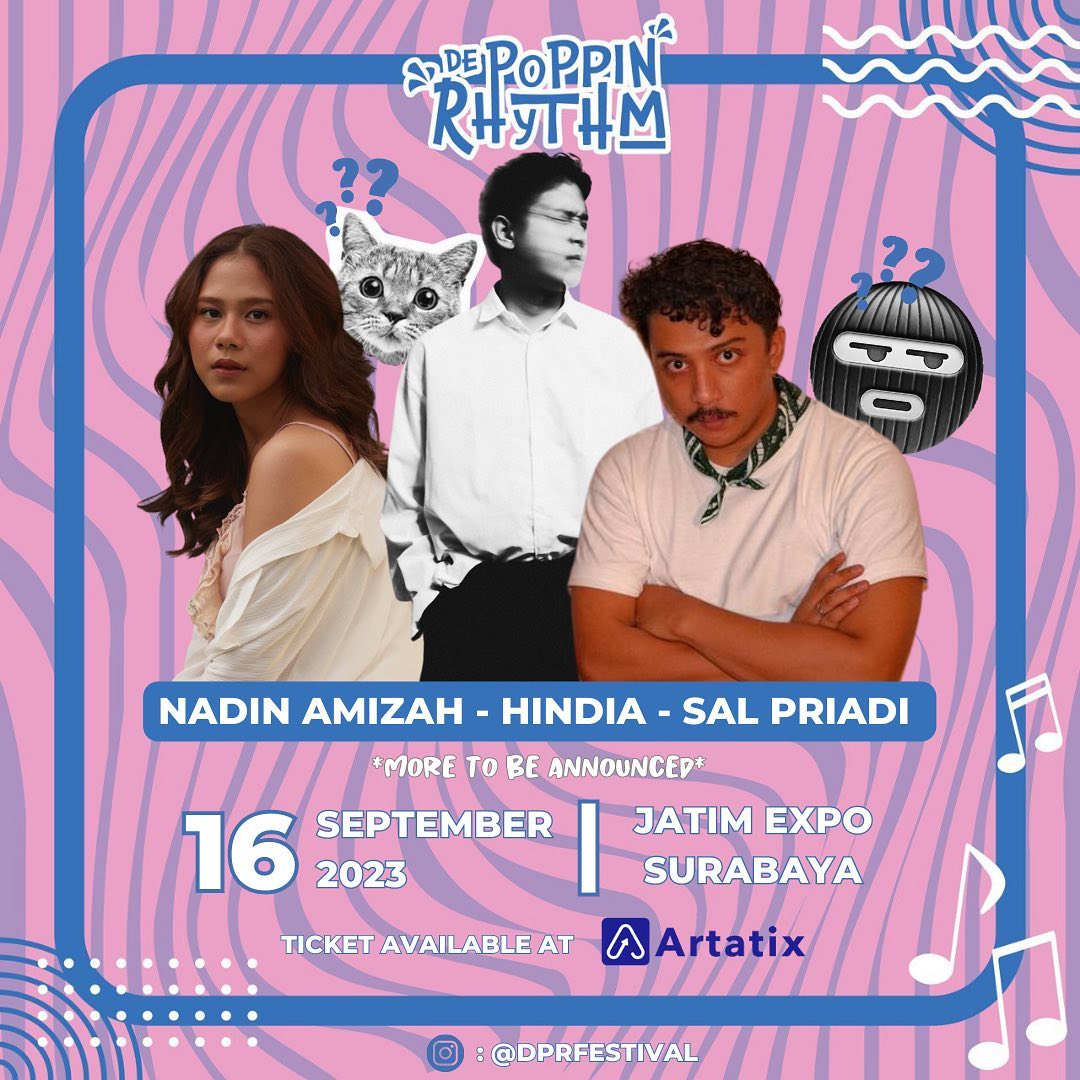 DE POPPIN
RHyTHM
?? ?
?? ?
NADIN AMIZAH - HINDIA - SAL PRIADI
*MORE TO BE ANNOUNCED*
16 SEPTEMBER
2023
JATIM EXPO
SURABAYA
TICKET AVAILABLE AT Artatix
: @DPRFESTIVAL